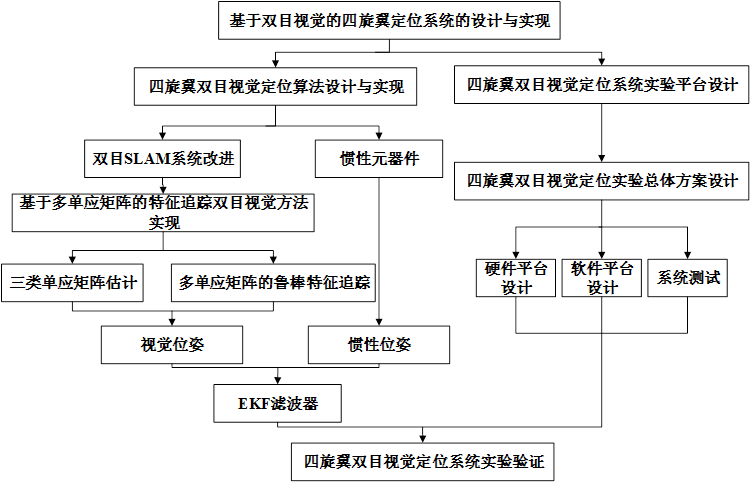 基于双目视觉的四旋翼定位系统的设计与实现
四旋翼双目视觉定位算法设计与实现
四旋翼双目视觉定位系统实验平台设计
双目SLAM系统改进
惯性元器件
四旋翼双目视觉定位实验总体方案设计
基于多单应矩阵的特征追踪双目视觉方法
实现
三类单应矩阵估计
多单应矩阵的鲁棒特征追踪
硬件平台
设计
软件平台
设计
系统测试
视觉位姿
惯性位姿
EKF滤波器
四旋翼双目视觉定位系统实验验证